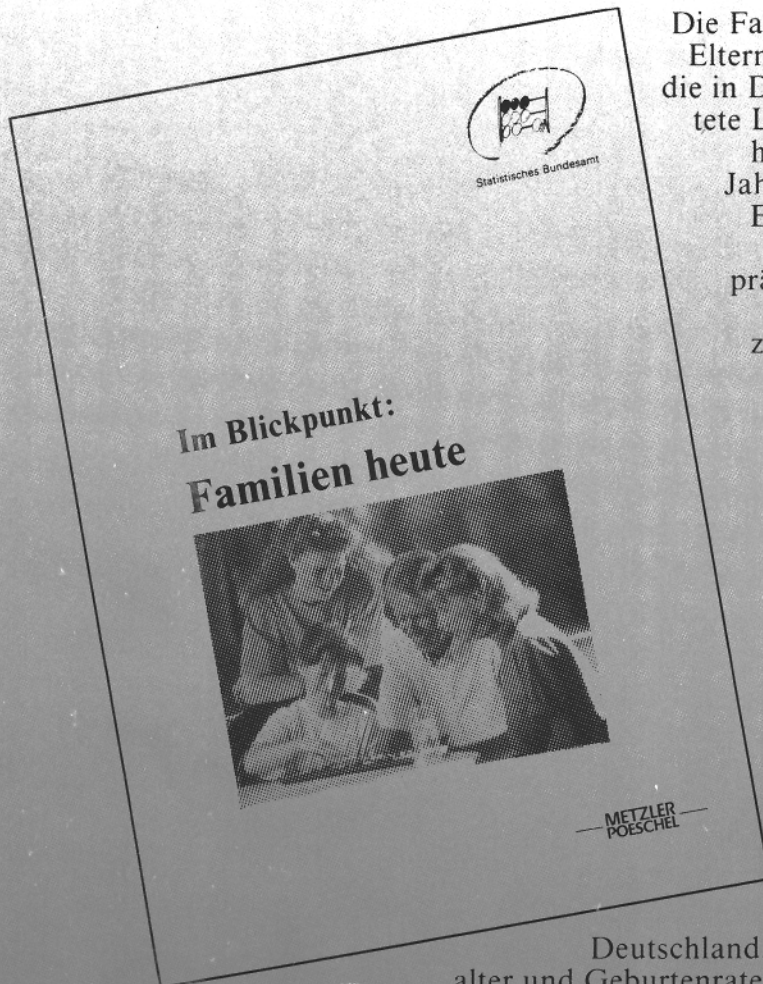 Die Fa
Eltern
die in D
tete L
h
Jah
E
prä
z
Statistisches Bundesamt
Im Blickpunkt:
Familien heute
METZLER
POESCHEL
Deutschland
alter und Geburtenrate